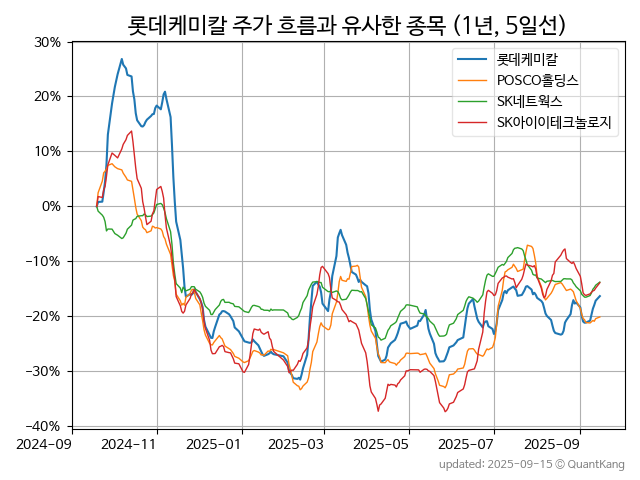 롯데케미칼 주가 흐름과 유사한 종목 (1년, 5일선)
롯데케미칼
POSCO홀딩스
SK네트웍스
SK아이이테크놀로지
30%
20%
10%
0%
−10%
−20%
−30%
−40%
2024-09 2024-11 2025-01 2025-03 2025-05 2025-07 2025-09
updated: 2025-09-15 ⓒ QuantKang